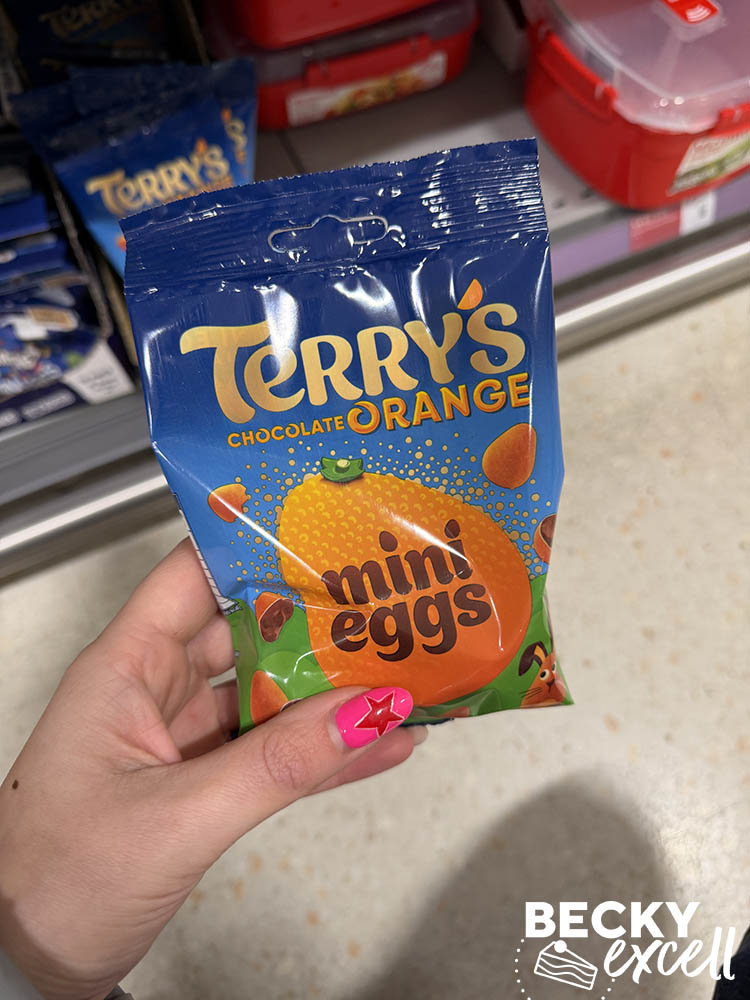 TERRY'S
TERRY'S
CHOCOLATE ORANGE
mini
eggs
BECKY
excell